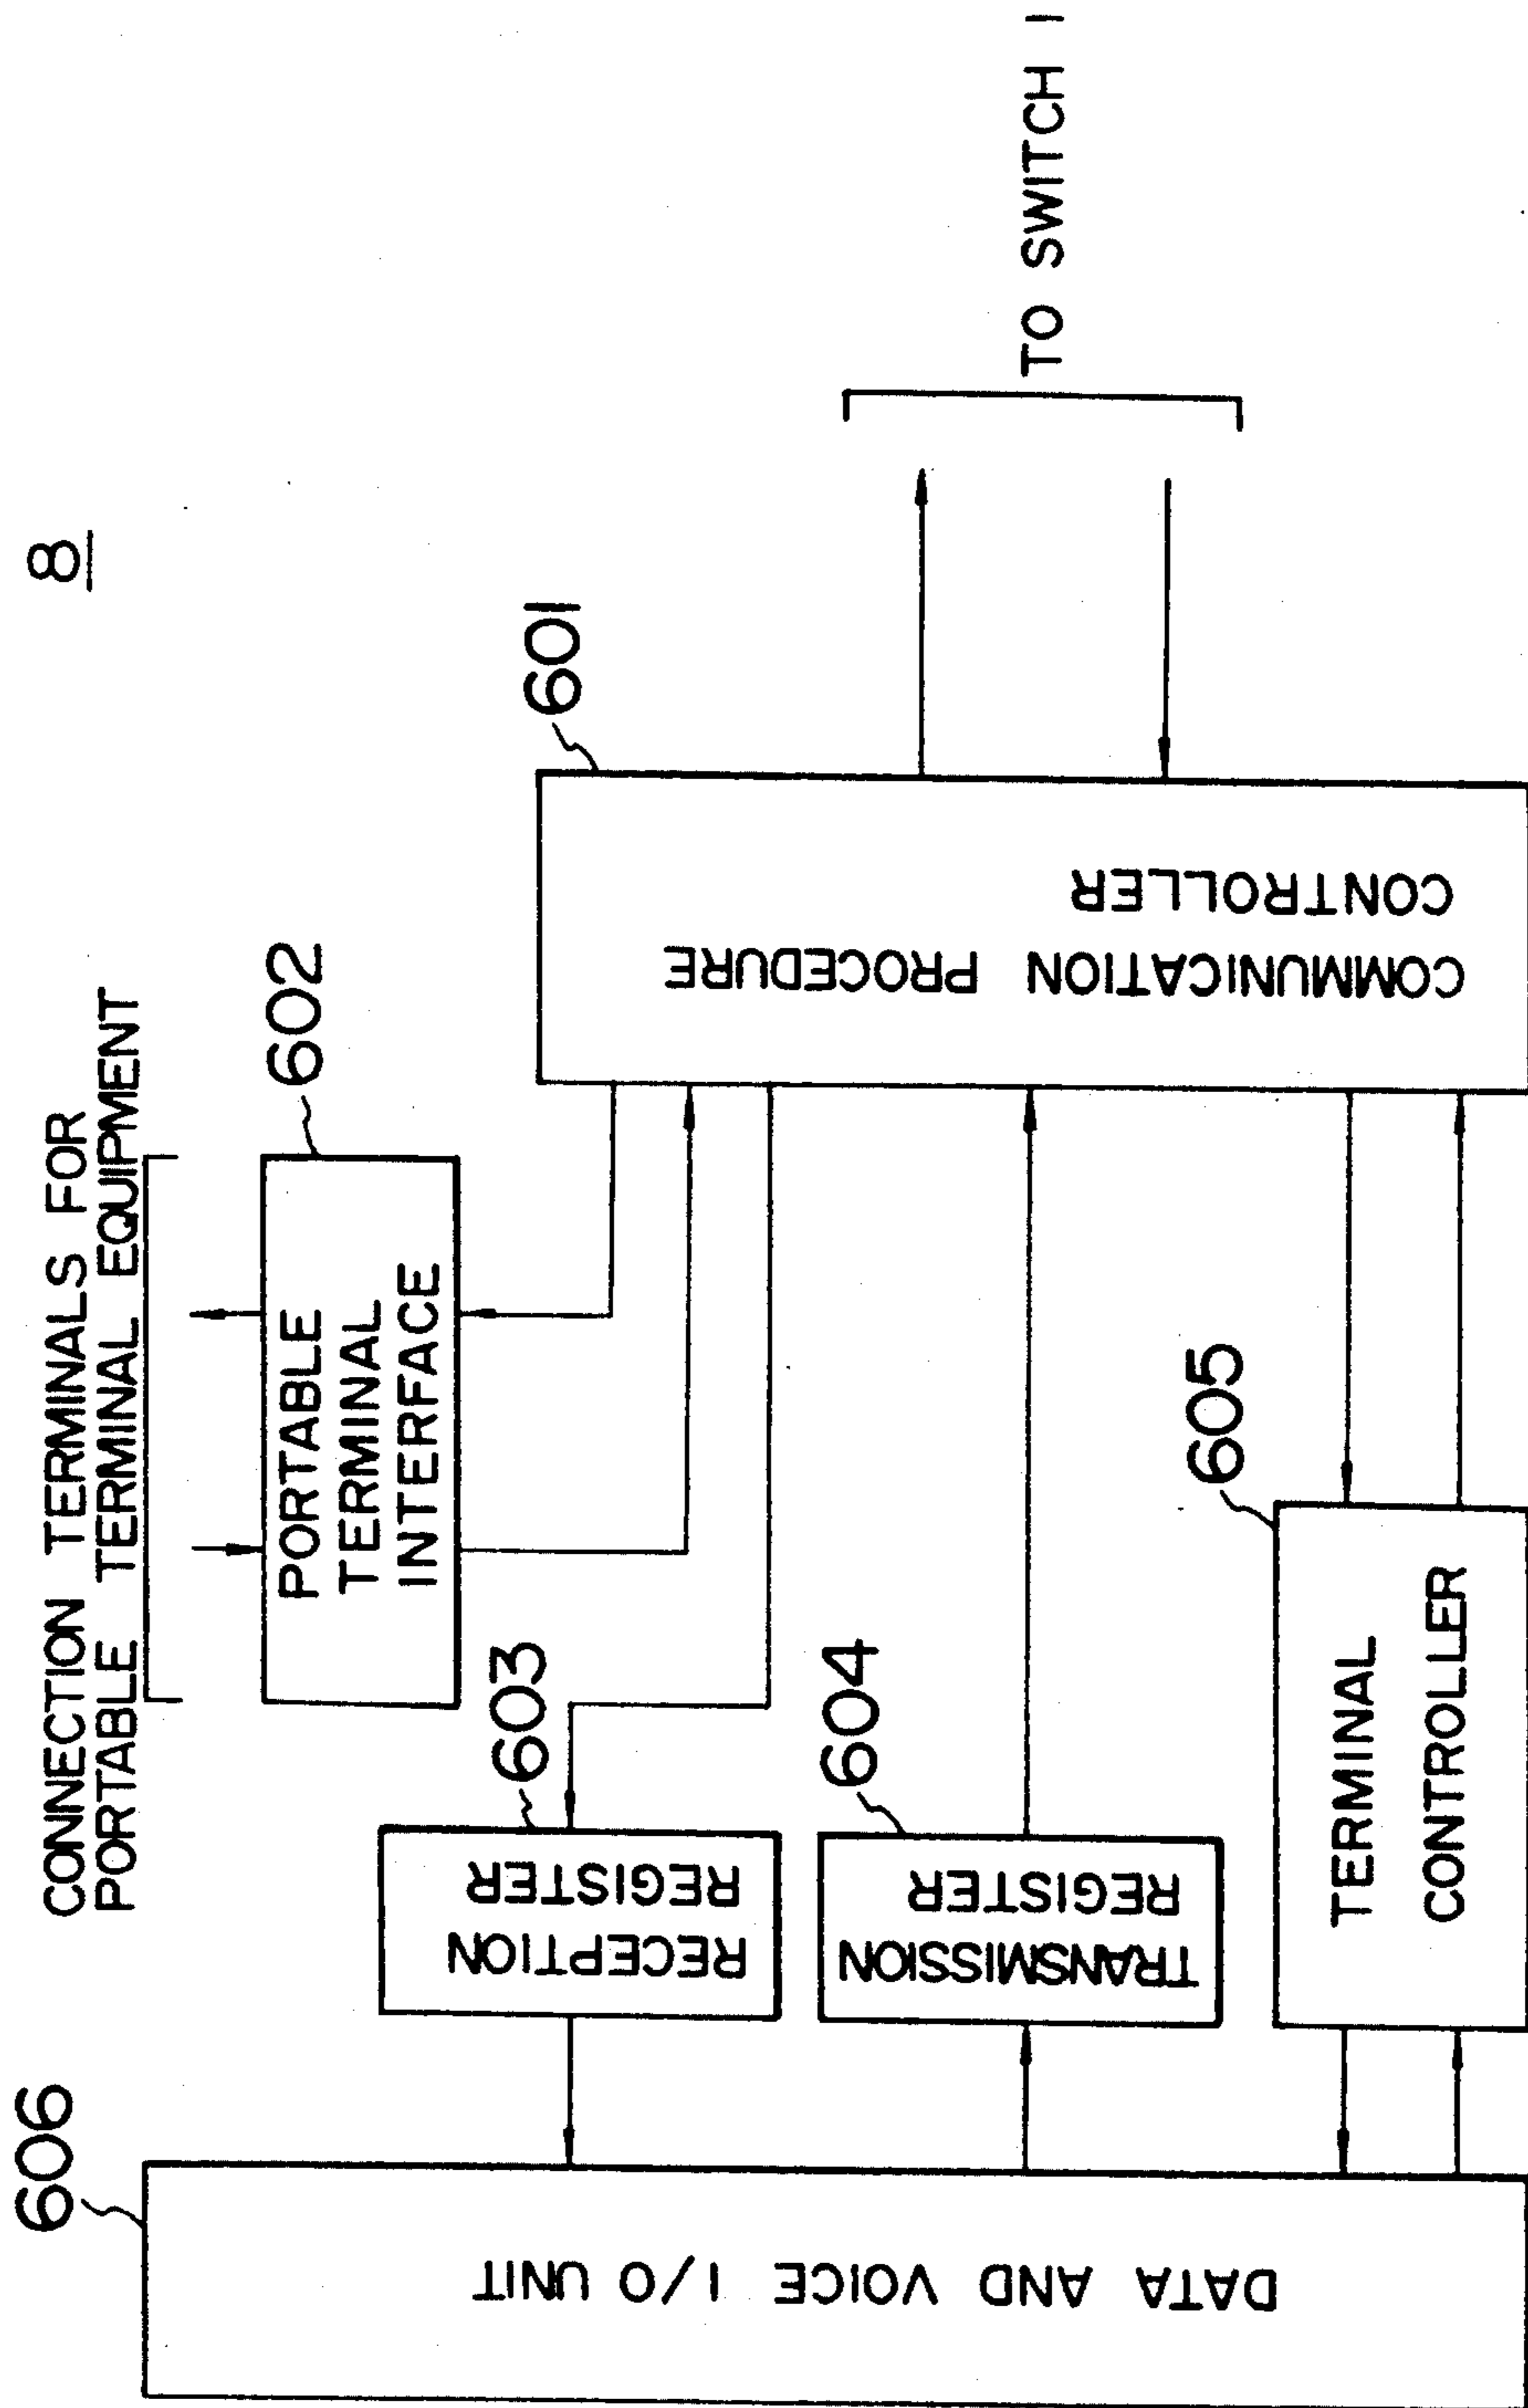 8
CONNECTION TERMINALS FOR
PORTABLE TERMINAL EQUIPMENT
606
602
PORTABLE
TERMINAL
INTERFACE
601
603
RECEPTION
REGISTER
COMMUNICATION PROCEDURE
CONTROLLER
TO SWITCH 1
604
TRANSMISSION
REGISTER
DATA AND VOICE I/O UNIT
605
TERMINAL
CONTROLLER